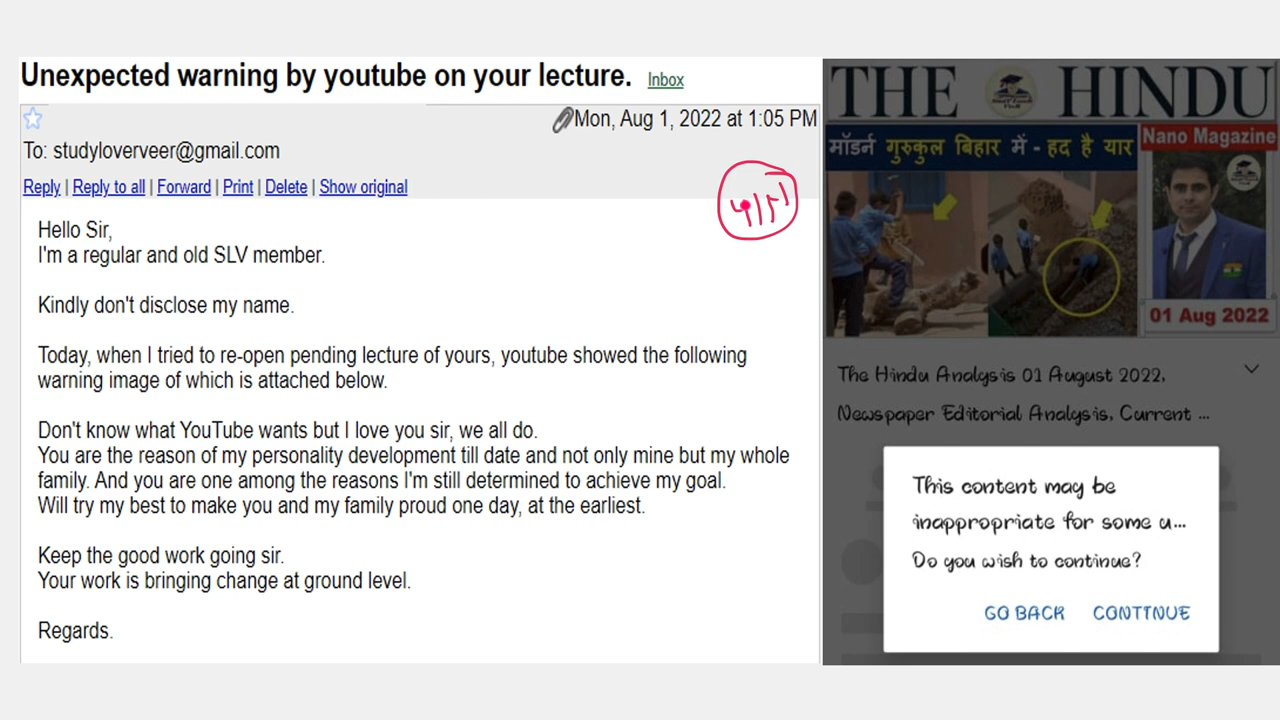 Unexpected warning by youtube on your lecture. Inbox
Mon, Aug 1, 2022 at 1:05 PM
To: studyloverveer@gmail.com
Reply | Reply to all | Forward | Print | Delete | Show original
Hello Sir,
I'm a regular and old SLV member.
Kindly don't disclose my name.
Today, when I tried to re-open pending lecture of yours, youtube showed the following
warning image of which is attached below.
Don't know what YouTube wants but I love you sir, we all do.
You are the reason of my personality development till date and not only mine but my whole
family. And you are one among the reasons I'm still determined to achieve my goal.
Will try my best to make you and my family proud one day, at the earliest.
Keep the good work going sir.
Your work is bringing change at ground level.
Regards.
THE HINDU
मॉडर्न गुरुकुल बिहार में - हद है यार
Nano Magazine
01 Aug 2022
The Hindu Analysis 01 August 2022,
Newspaper Editorial Analysis, Current ...
This content may be
inappropriate for some u...
Do you wish to continue?
GO BACK CONTINUE